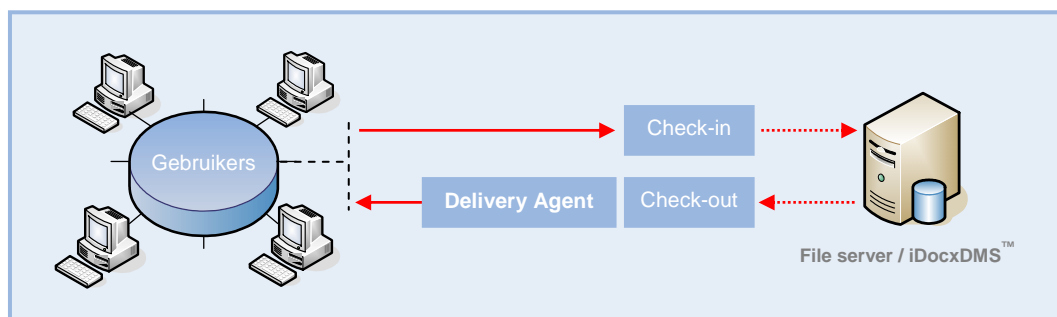 Gebruikers
Check-in
Delivery Agent
Check-out
File server / iDocxDMS™